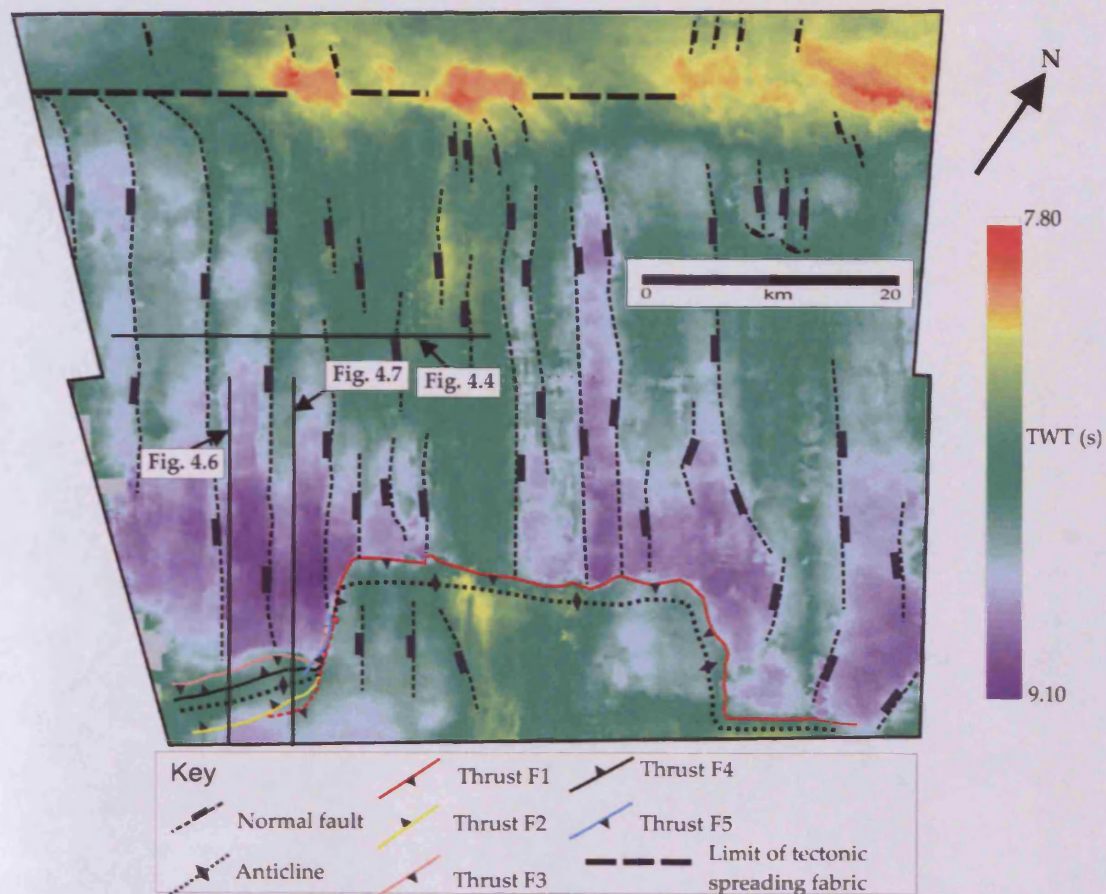 N
7.80
0 km 20
Fig. 4.7
Fig. 4.4
TWT (s)
Fig. 4.6
9.10
Key
Normal fault
Anticline
Thrust F1
Thrust F2
Thrust F3
Thrust F4
Thrust F5
Limit of tectonic
spreading fabric